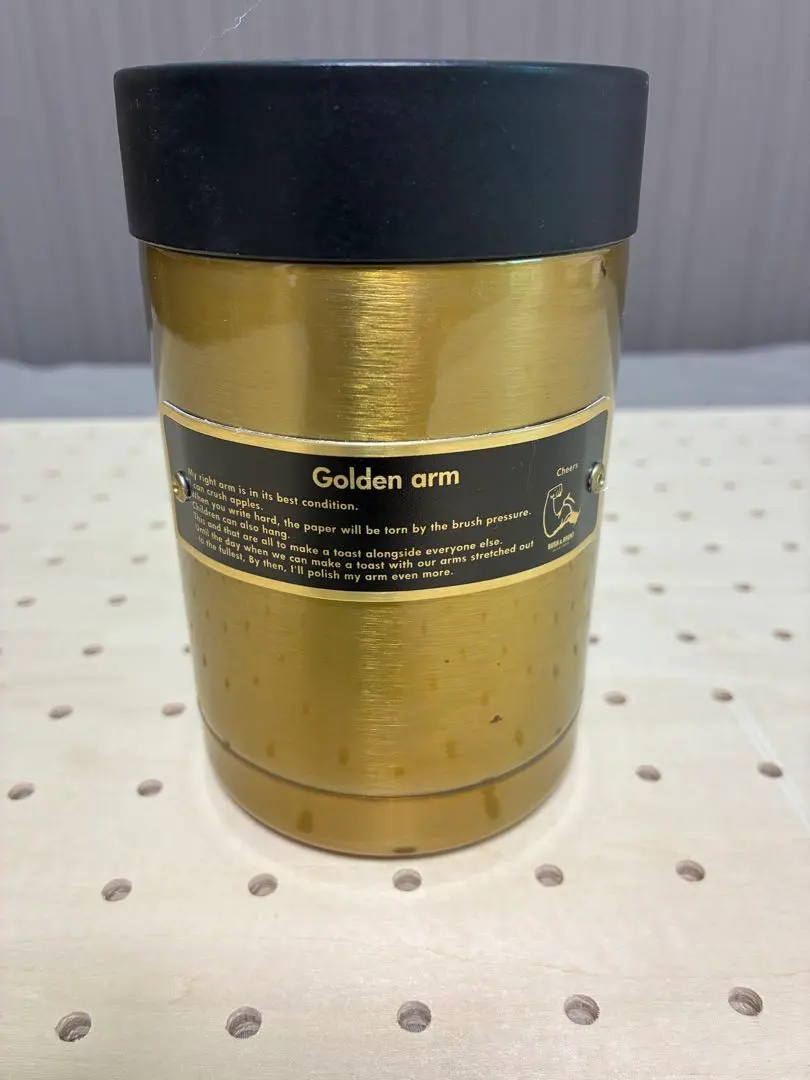 Golden arm
My right arm is in its best condition.
can crush apples.
When you write hard, the paper will be torn by the brush pressure.
Children can also hang.
This and that are all to make a toast alongside everyone else.
Until the day when we can make a toast with our arms stretched out
to the fullest, By then, I'll polish my arm even more.
Cheers